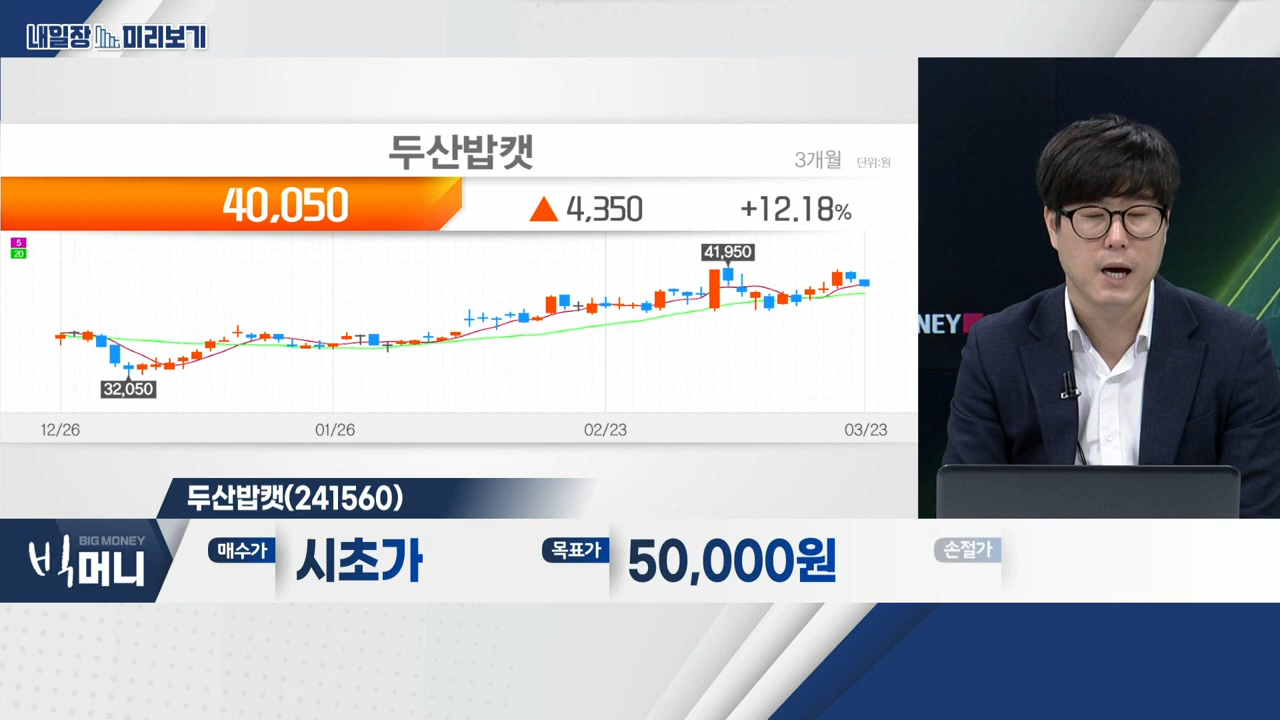 내일장 미리보기
두산밥캣
3개월 단위:원
40,050 ▲ 4,350 +12.18%
5
20
41,950
32,050
12/26 01/26 02/23 03/23
NEY
두산밥캣(241560)
BIG MONEY
빅머니
매수가 시초가 목표가 50,000원 손절가